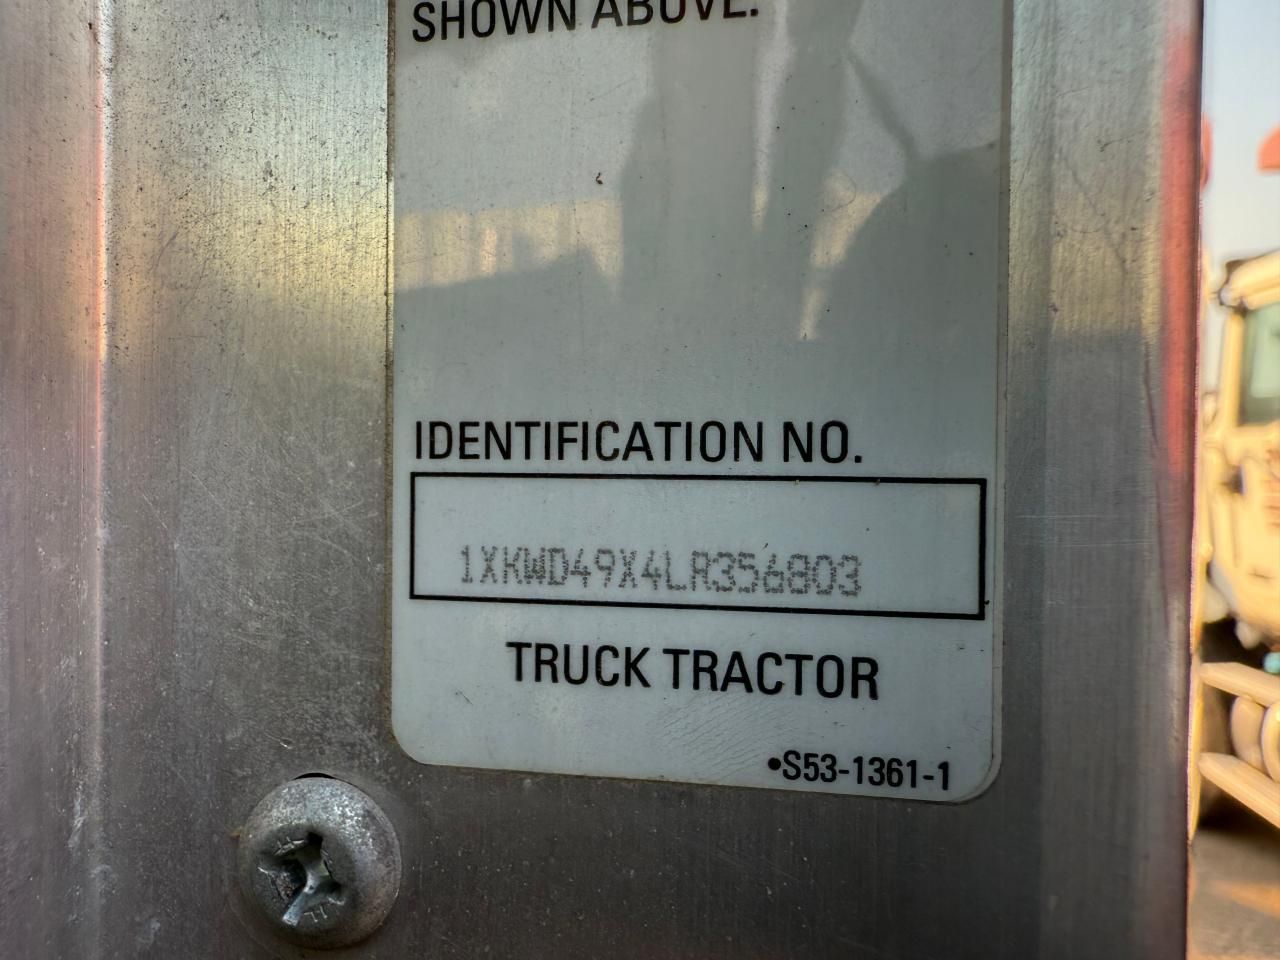 SHOWN ABOVE.
IDENTIFICATION NO.
1XKWD49X4LR356803
TRUCK TRACTOR
•S53-1361-1